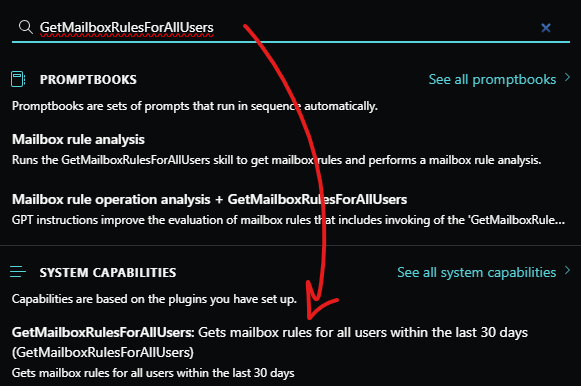 GetMailboxRulesForAllUsers
PROMPTBOOKS
See all promptbooks
Promptbooks are sets of prompts that run in sequence automatically.
Mailbox rule analysis
Runs the GetMailboxRulesForAllUsers skill to get mailbox rules and performs a mailbox rule analysis.
Mailbox rule operation analysis + GetMailboxRulesForAllUsers
GPT instructions improve the evaluation of mailbox rules that includes invoking of the 'GetMailboxRule...
SYSTEM CAPABILITIES
See all system capabilities
Capabilities are based on the plugins you have set up.
GetMailboxRulesForAllUsers: Gets mailbox rules for all users within the last 30 days
(GetMailboxRulesForAllUsers)
Gets mailbox rules for all users within the last 30 days